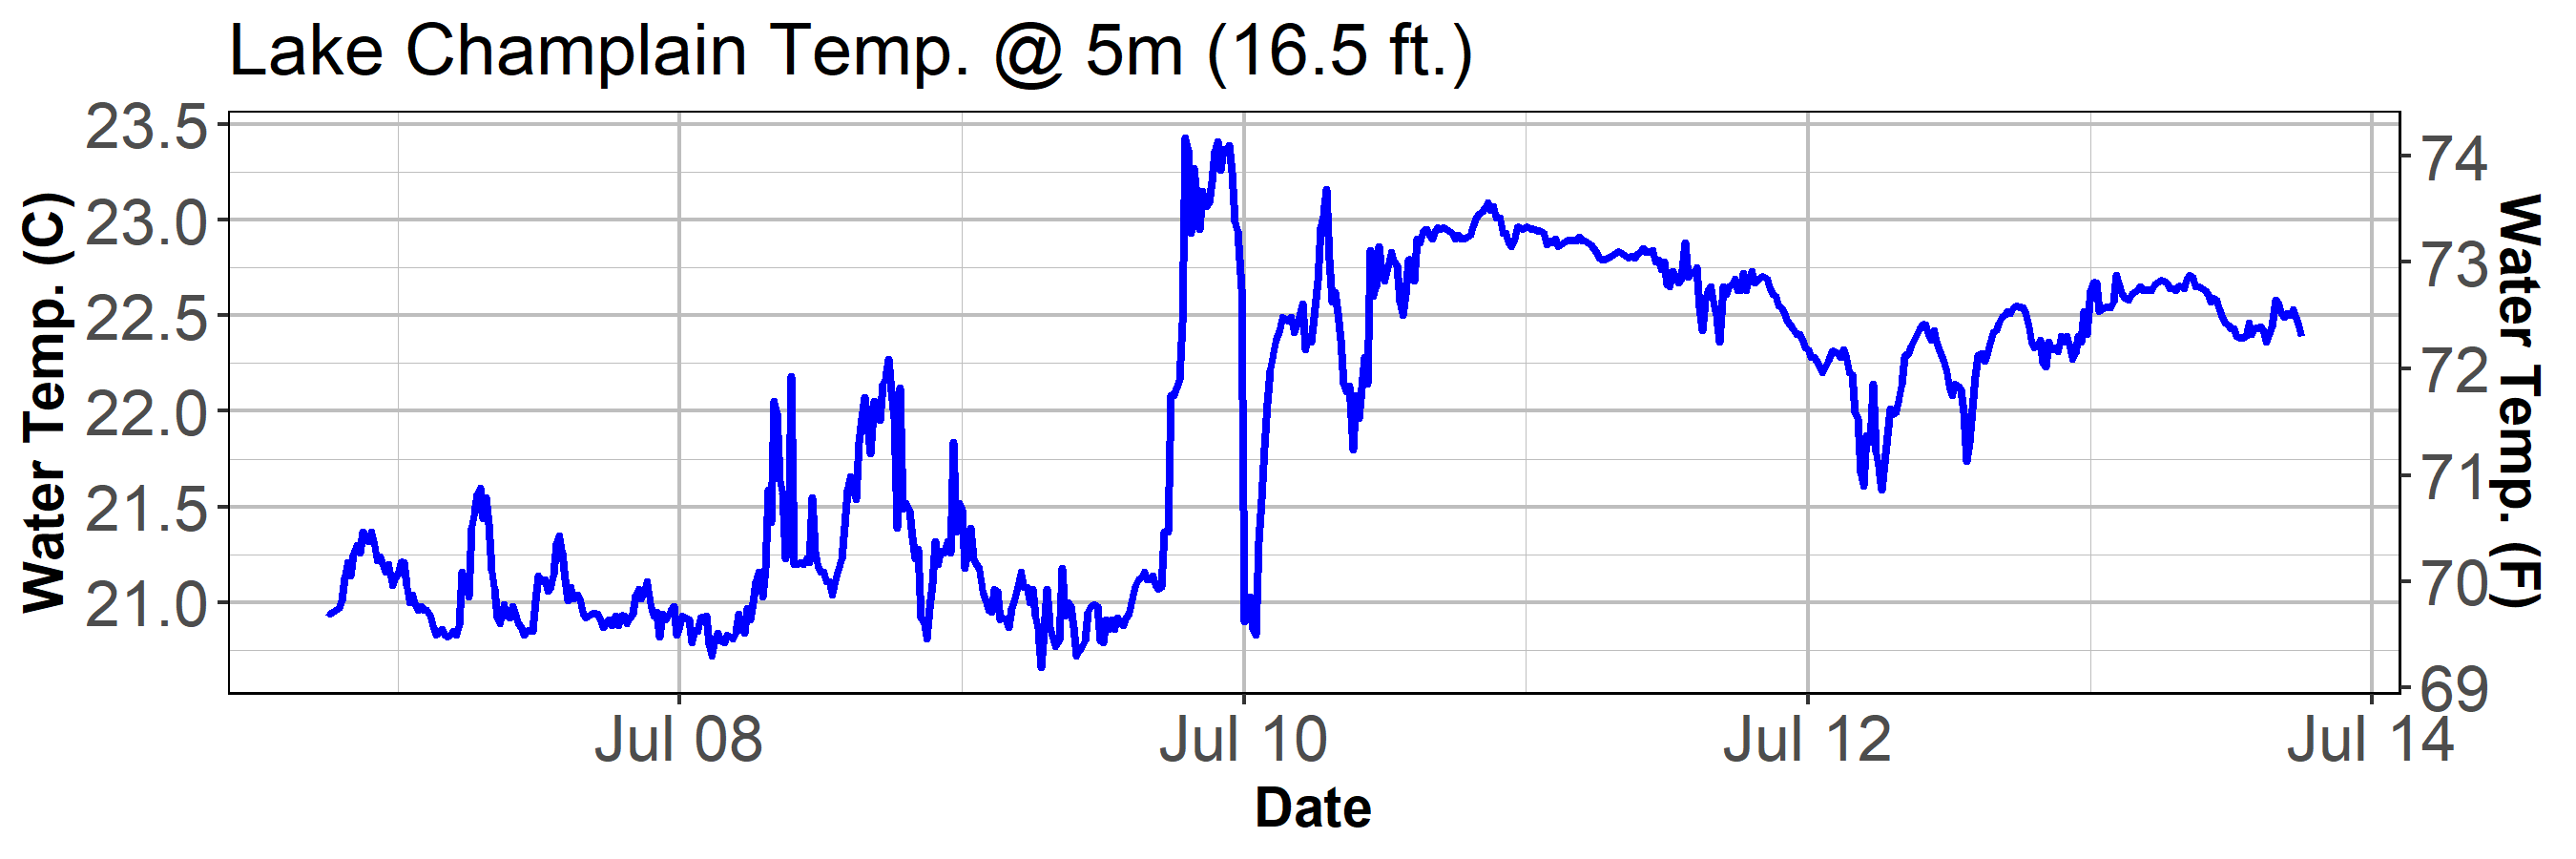 Lake Champlain Temp. @ 5m (16.5 ft.)
Water Temp. (C)
23.5
23.0
22.5
22.0
21.5
21.0
74
73
72
71
70
69
Water Temp. (F)
Jul 08
Jul 10
Jul 12
Jul 14
Date